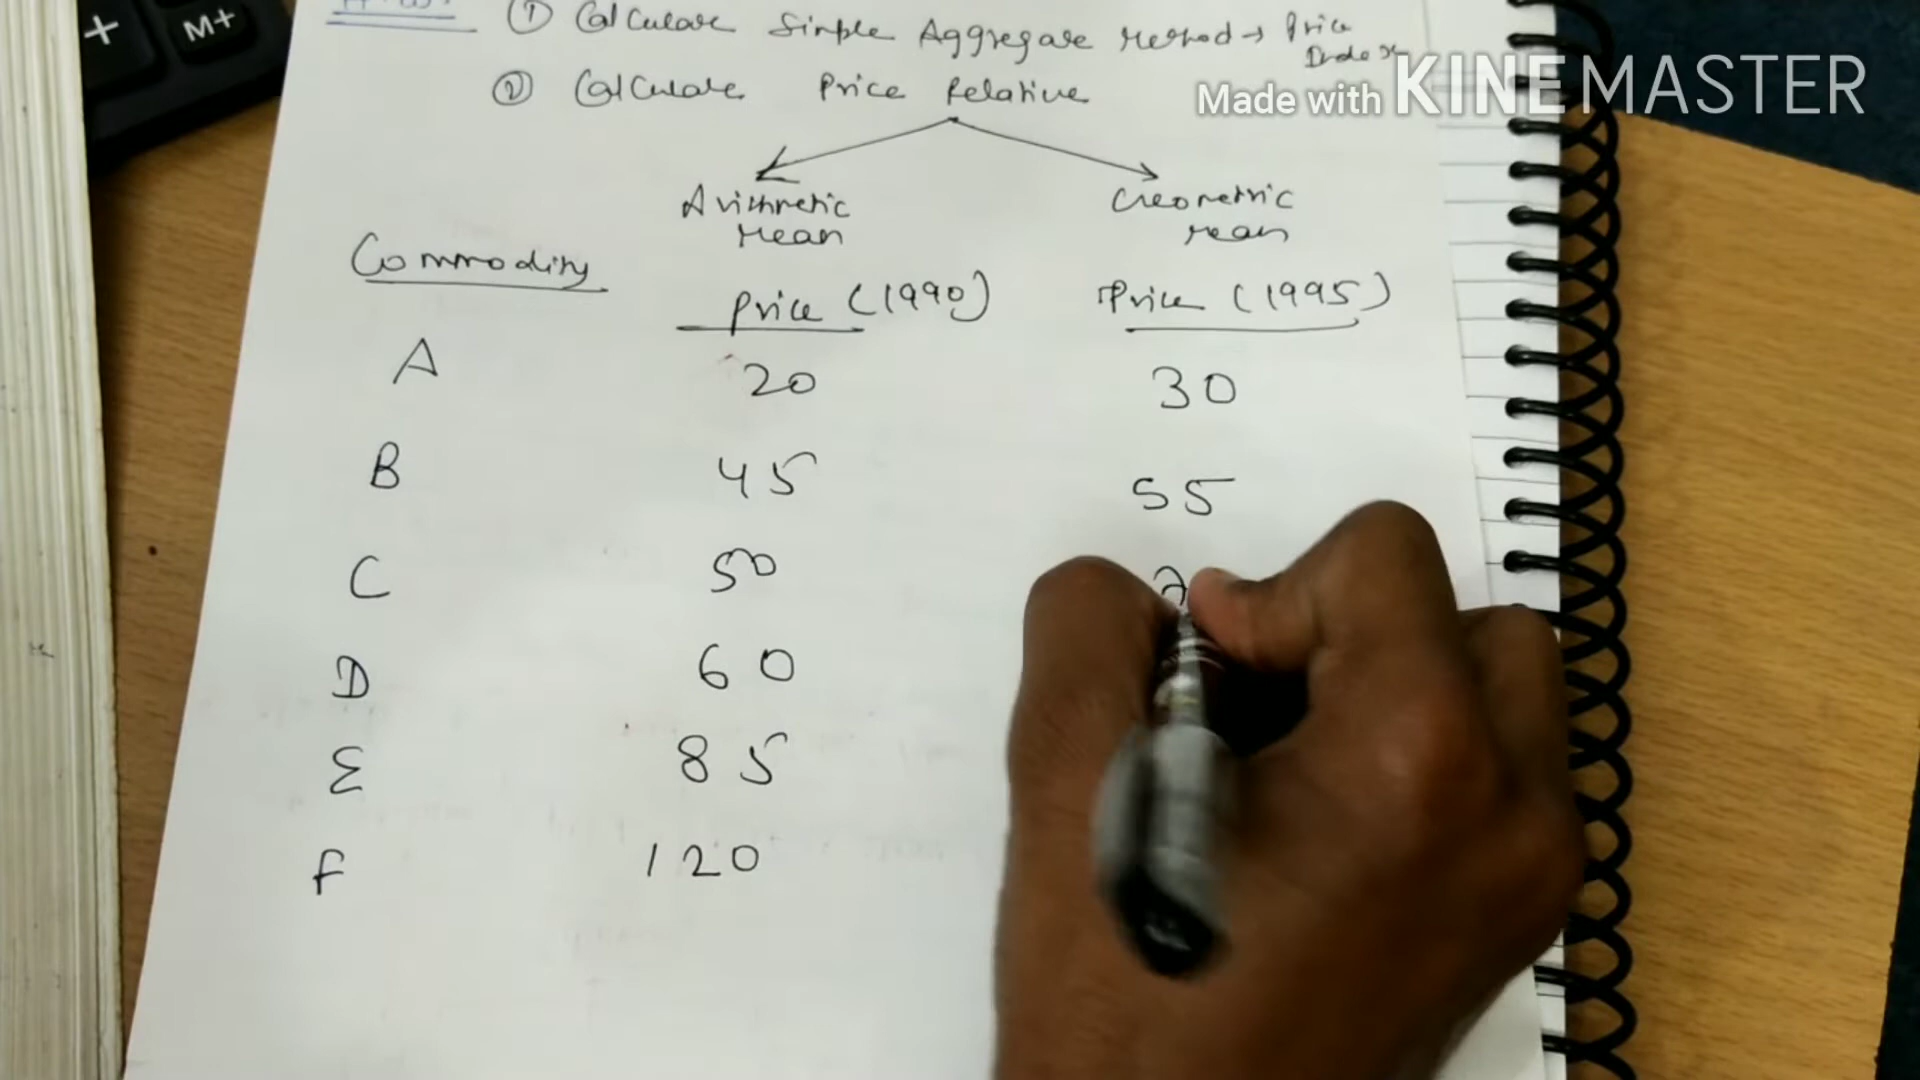 + M+
① Calculate Simple Aggregate Method → Price Index
② Calculate Price Relative
Made with KINEMASTER
Arithmetic Mean
Geometric Mean
Commodity Price (1990) Price (1995)
A 20 30
B 45 55
C 50
D 60
E 85
F 120